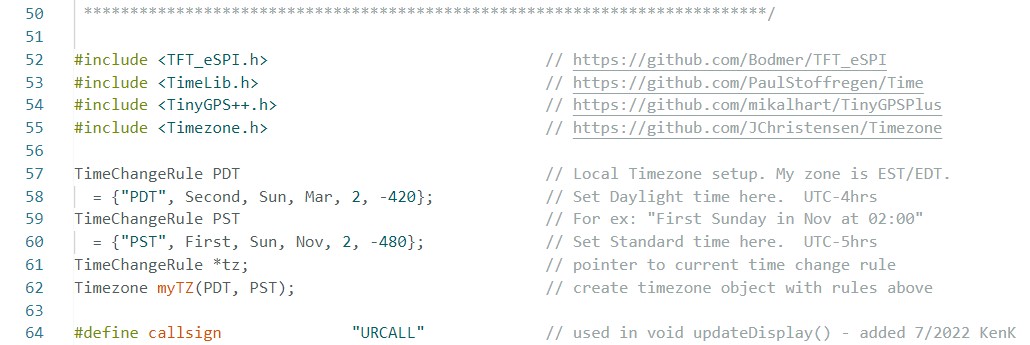 50 **************************************************************************/
51
52 #include <TFT_eSPI.h> // https://github.com/Bodmer/TFT_eSPI
53 #include <TimeLib.h> // https://github.com/PaulStoffregen/Time
54 #include <TinyGPS++.h> // https://github.com/mikalhart/TinyGPSPlus
55 #include <Timezone.h> // https://github.com/JChristensen/Timezone
56
57 TimeChangeRule PDT // Local Timezone setup. My zone is EST/EDT.
58 = {"PDT", Second, Sun, Mar, 2, -420}; // Set Daylight time here. UTC-4hrs
59 TimeChangeRule PST // For ex: "First Sunday in Nov at 02:00"
60 = {"PST", First, Sun, Nov, 2, -480}; // Set Standard time here. UTC-5hrs
61 TimeChangeRule *tz; // pointer to current time change rule
62 Timezone myTZ(PDT, PST); // create timezone object with rules above
63
64 #define callsign "URCALL" // used in void updateDisplay() - added 7/2022 KenK